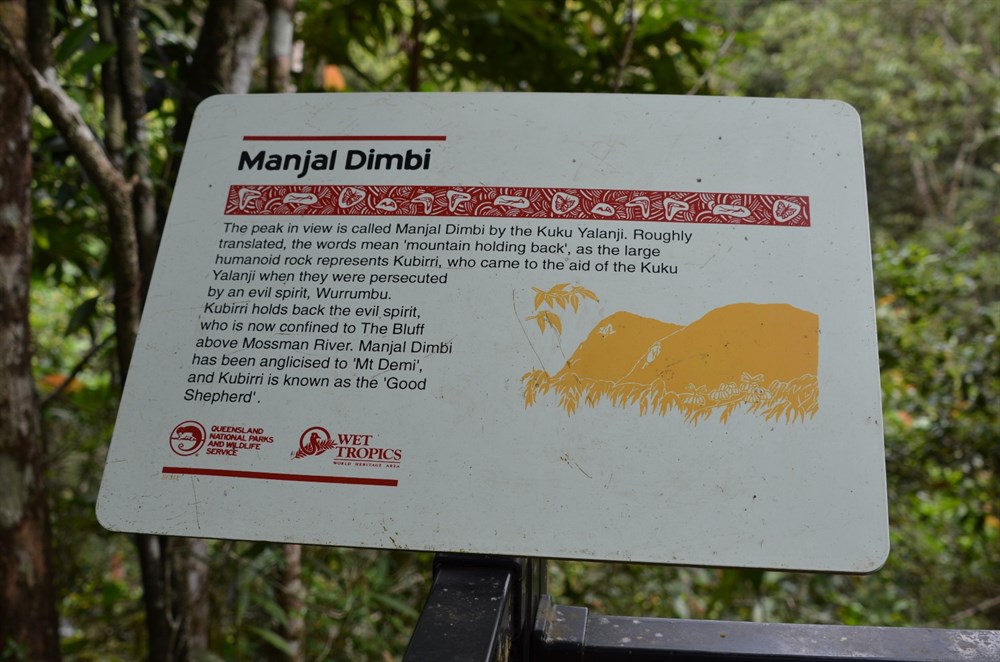 Manjal Dimbi
The peak in view is called Manjal Dimbi by the Kuku Yalanji. Roughly
translated, the words mean 'mountain holding back', as the large
humanoid rock represents Kubirri, who came to the aid of the Kuku
Yalanji when they were persecuted
by an evil spirit, Wurrumbu.
Kubirri holds back the evil spirit,
who is now confined to The Bluff
above Mossman River. Manjal Dimbi
has been anglicised to 'Mt Demi',
and Kubirri is known as the 'Good
Shepherd'.
QUEENSLAND
NATIONAL PARKS
AND WILDLIFE
SERVICE
WET
TROPICS
WORLD HERITAGE AREA